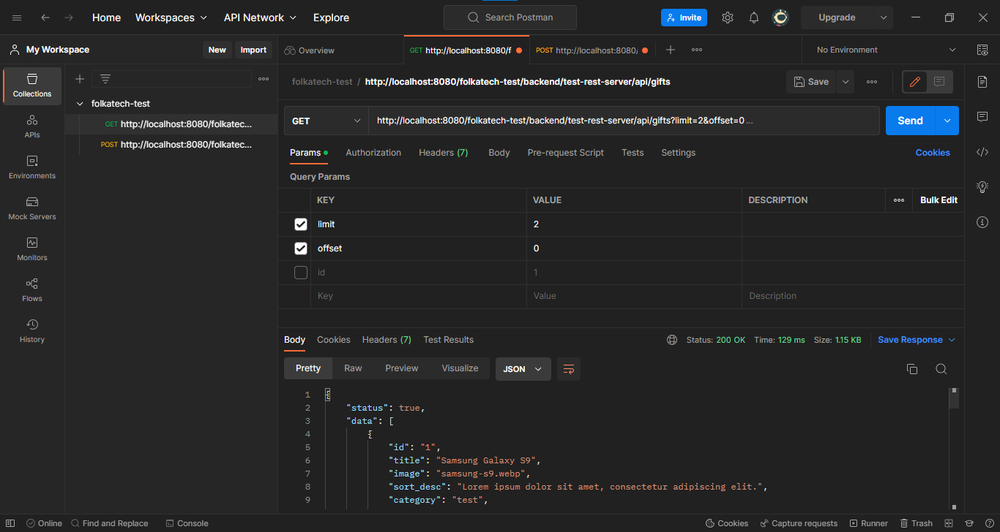 Home Workspaces API Network Explore Search Postman Invite Upgrade
My Workspace New Import Overview GET http://localhost:8080/f POST http://localhost:8080/ No Environment
folkatech-test / http://localhost:8080/folkatech-test/backend/test-rest-server/api/gifts Save
Collections
folkatech-test
GET http://localhost:8080/folkatec...
POST http://localhost:8080/folkatec...
APIs
Environments
Mock Servers
Monitors
Flows
History
GET http://localhost:8080/folkatech-test/backend/test-rest-server/api/gifts?limit=2&offset=0... Send
Params Authorization Headers (7) Body Pre-request Script Tests Settings Cookies
Query Params
KEY VALUE DESCRIPTION Bulk Edit
limit 2
offset 0
id 1
Key Value Description
Body Cookies Headers (7) Test Results Status: 200 OK Time: 129 ms Size: 1.15 KB Save Response
Pretty Raw Preview Visualize JSON
1 {
2 "status": true,
3 "data": [
4 {
5 "id": "1",
6 "title": "Samsung Galaxy S9",
7 "image": "samsung-s9.webp",
8 "sort_desc": "Lorem ipsum dolor sit amet, consectetur adipiscing elit.",
9 "category": "test",
Online Find and Replace Console Cookies Capture requests Runner Trash